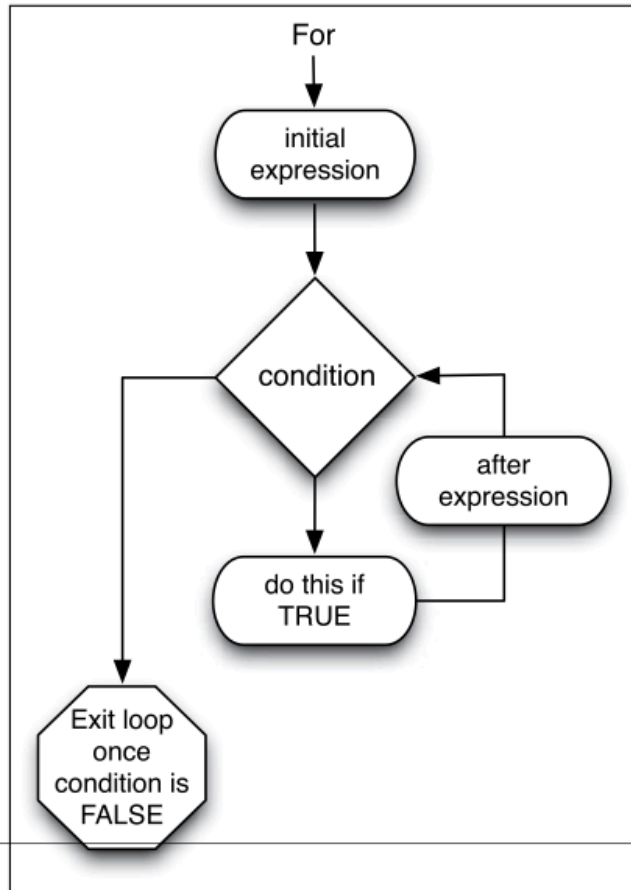 For
initial
expression
condition
after
expression
do this if
TRUE
Exit loop
once
condition is
FALSE